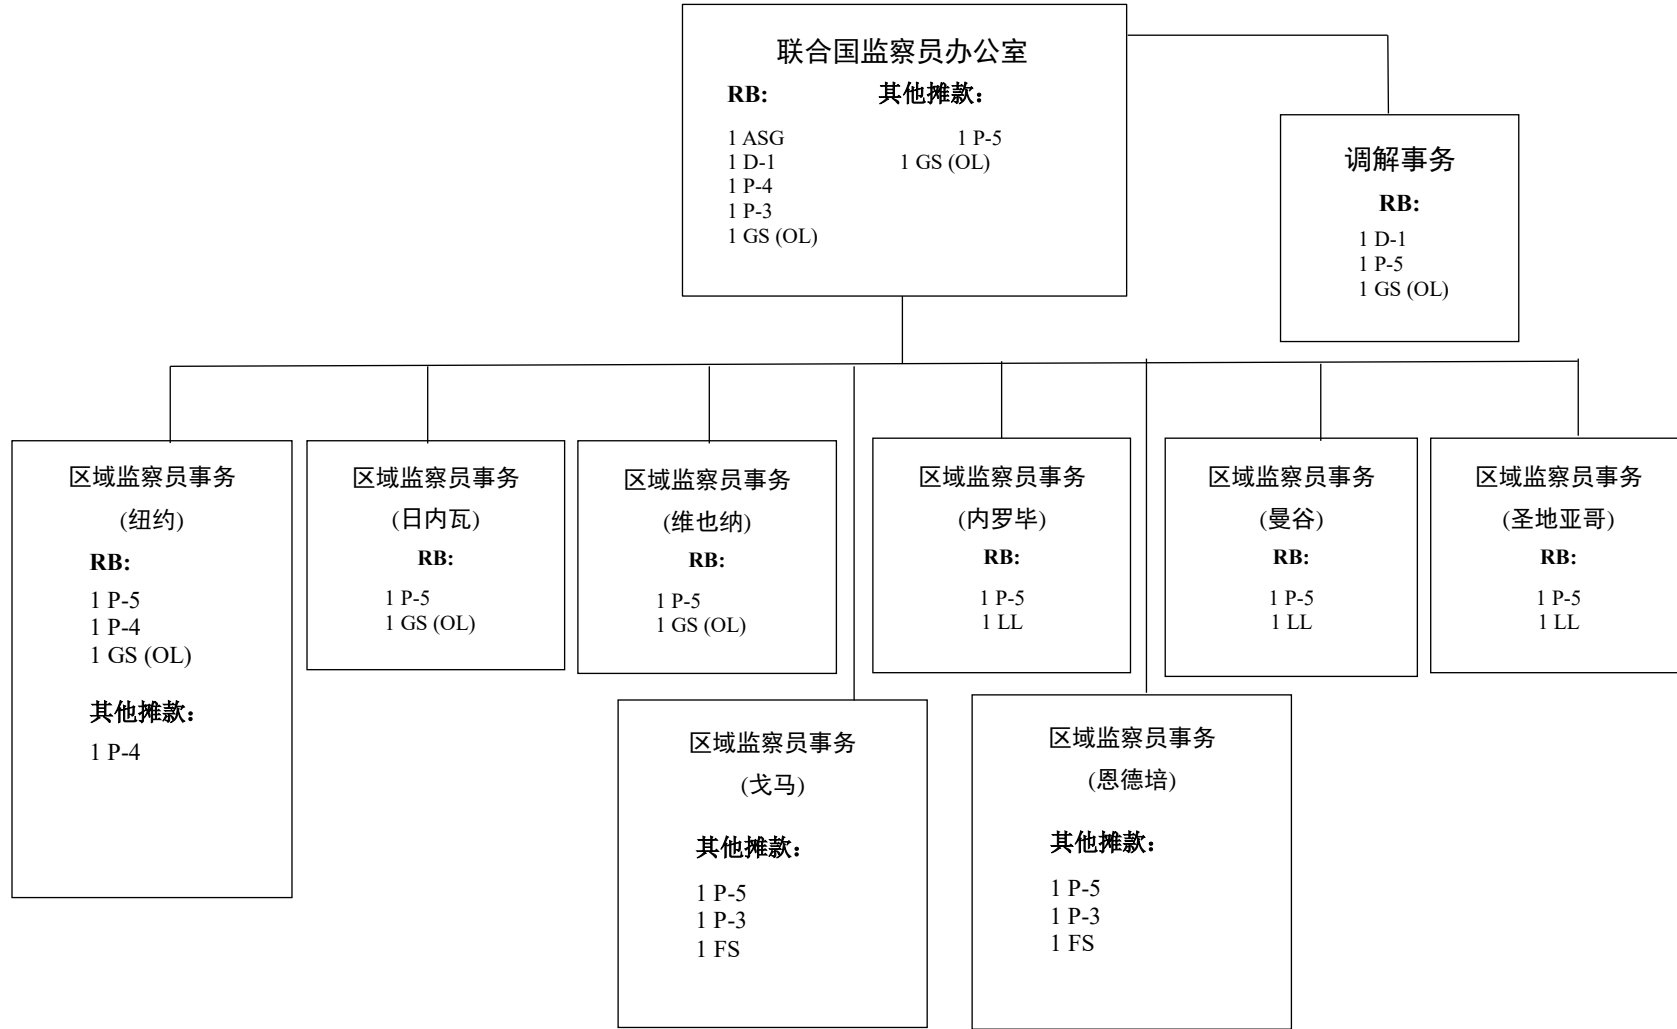 联合国监察员办公室
RB: 其他摊款：
1 ASG 1 P-5
1 D-1 1 GS (OL)
1 P-4
1 P-3
1 GS (OL)
调解事务
RB:
1 D-1
1 P-5
1 GS (OL)
区域监察员事务
(纽约)
RB:
1 P-5
1 P-4
1 GS (OL)
其他摊款：
1 P-4
区域监察员事务
(日内瓦)
RB:
1 P-5
1 GS (OL)
区域监察员事务
(维也纳)
RB:
1 P-5
1 GS (OL)
区域监察员事务
(内罗毕)
RB:
1 P-5
1 LL
区域监察员事务
(曼谷)
RB:
1 P-5
1 LL
区域监察员事务
(圣地亚哥)
RB:
1 P-5
1 LL
区域监察员事务
(戈马)
其他摊款：
1 P-5
1 P-3
1 FS
区域监察员事务
(恩德培)
其他摊款：
1 P-5
1 P-3
1 FS